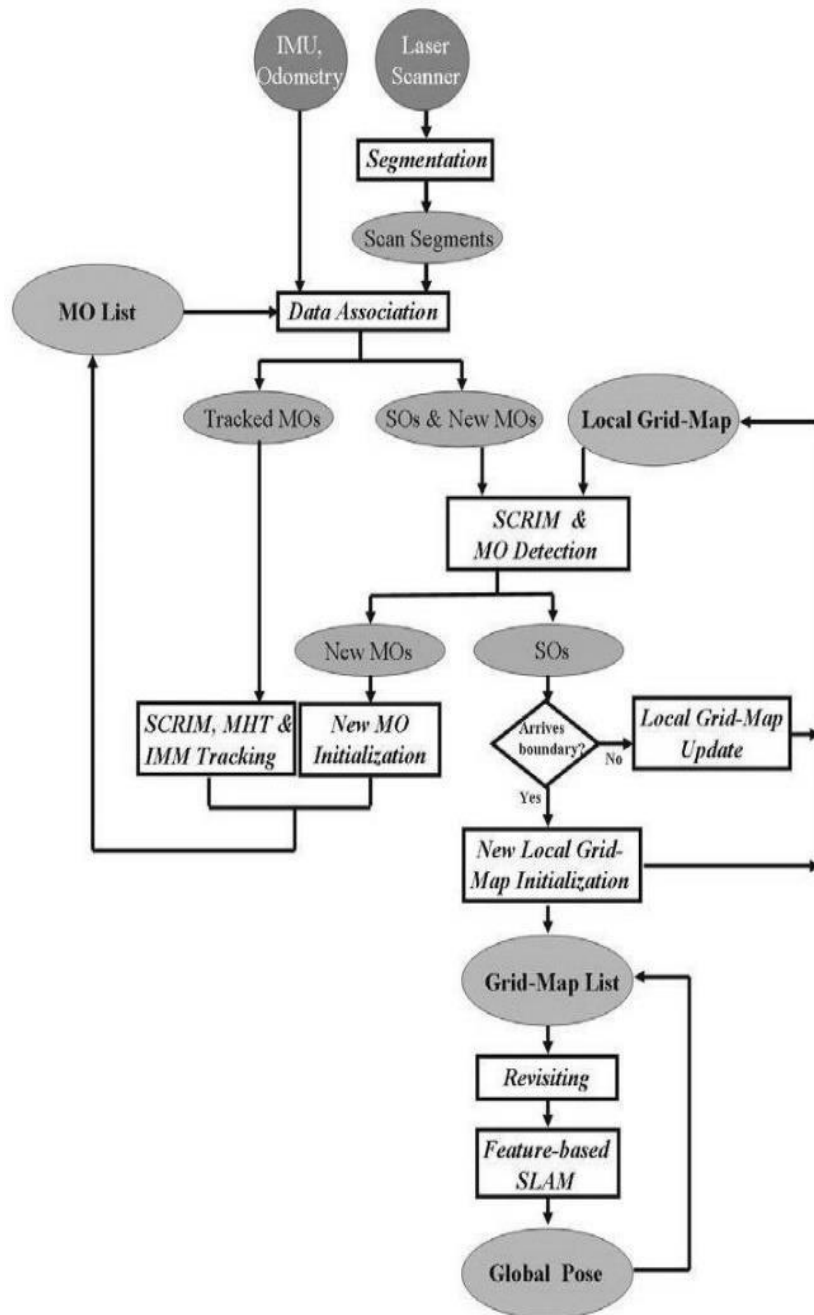 IMU,
Odometry
Laser
Scanner
Segmentation
Scan Segments
MO List
Data Association
Tracked MOs
SOs & New MOs
Local Grid-Map
SCRIM &
MO Detection
New MOs
SOs
SCRIM, MHT &
IMM Tracking
New MO
Initialization
Arrives
boundary?
No
Local Grid-Map
Update
Yes
New Local Grid-
Map Initialization
Grid-Map List
Revisiting
Feature-based
SLAM
Global Pose